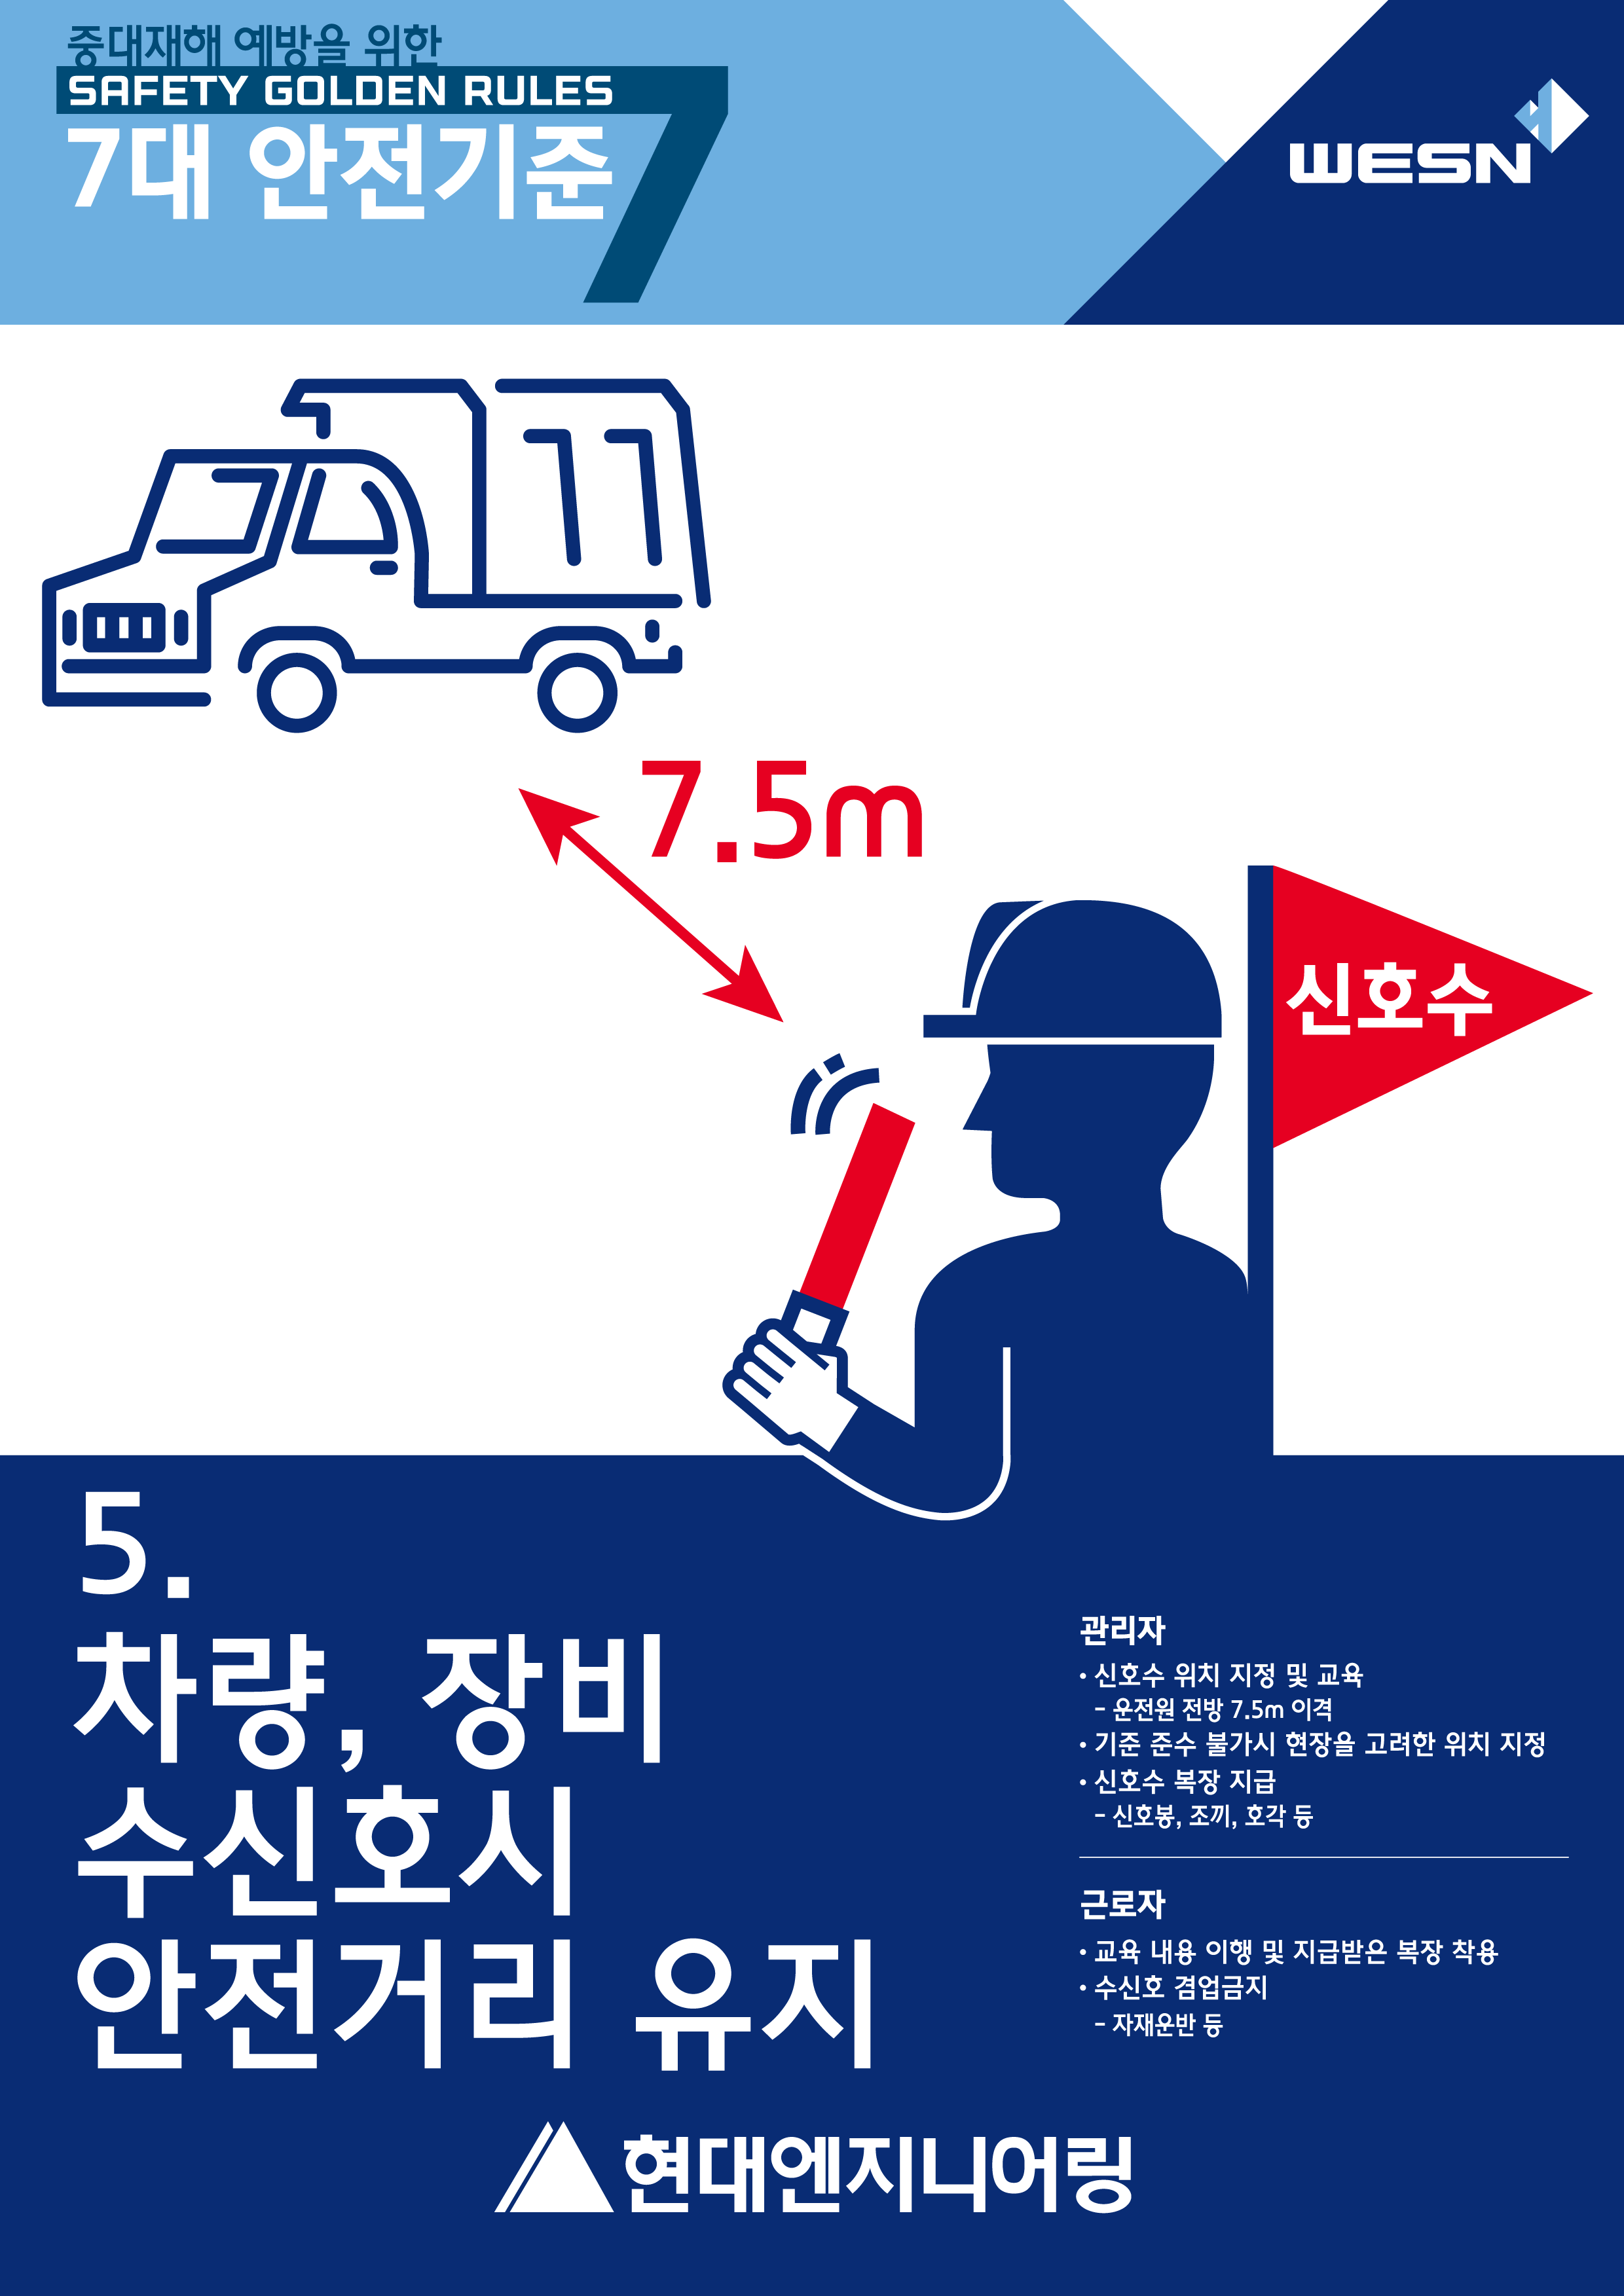 중대재해 예방을 위한
SAFETY GOLDEN RULES
7대 안전기준
7
WESN
7.5m
신호수
5.
차량, 장비
수신호시
안전거리 유지
관리자
• 신호수 위치 지정 및 교육
- 운전원 전방 7.5m 이격
• 기준 준수 불가시 현장을 고려한 위치 지정
• 신호수 복장 지급
- 신호봉, 조끼, 호각 등
근로자
• 교육 내용 이행 및 지급받은 복장 착용
• 수신호 겸업금지
- 자재운반 등
현대엔지니어링